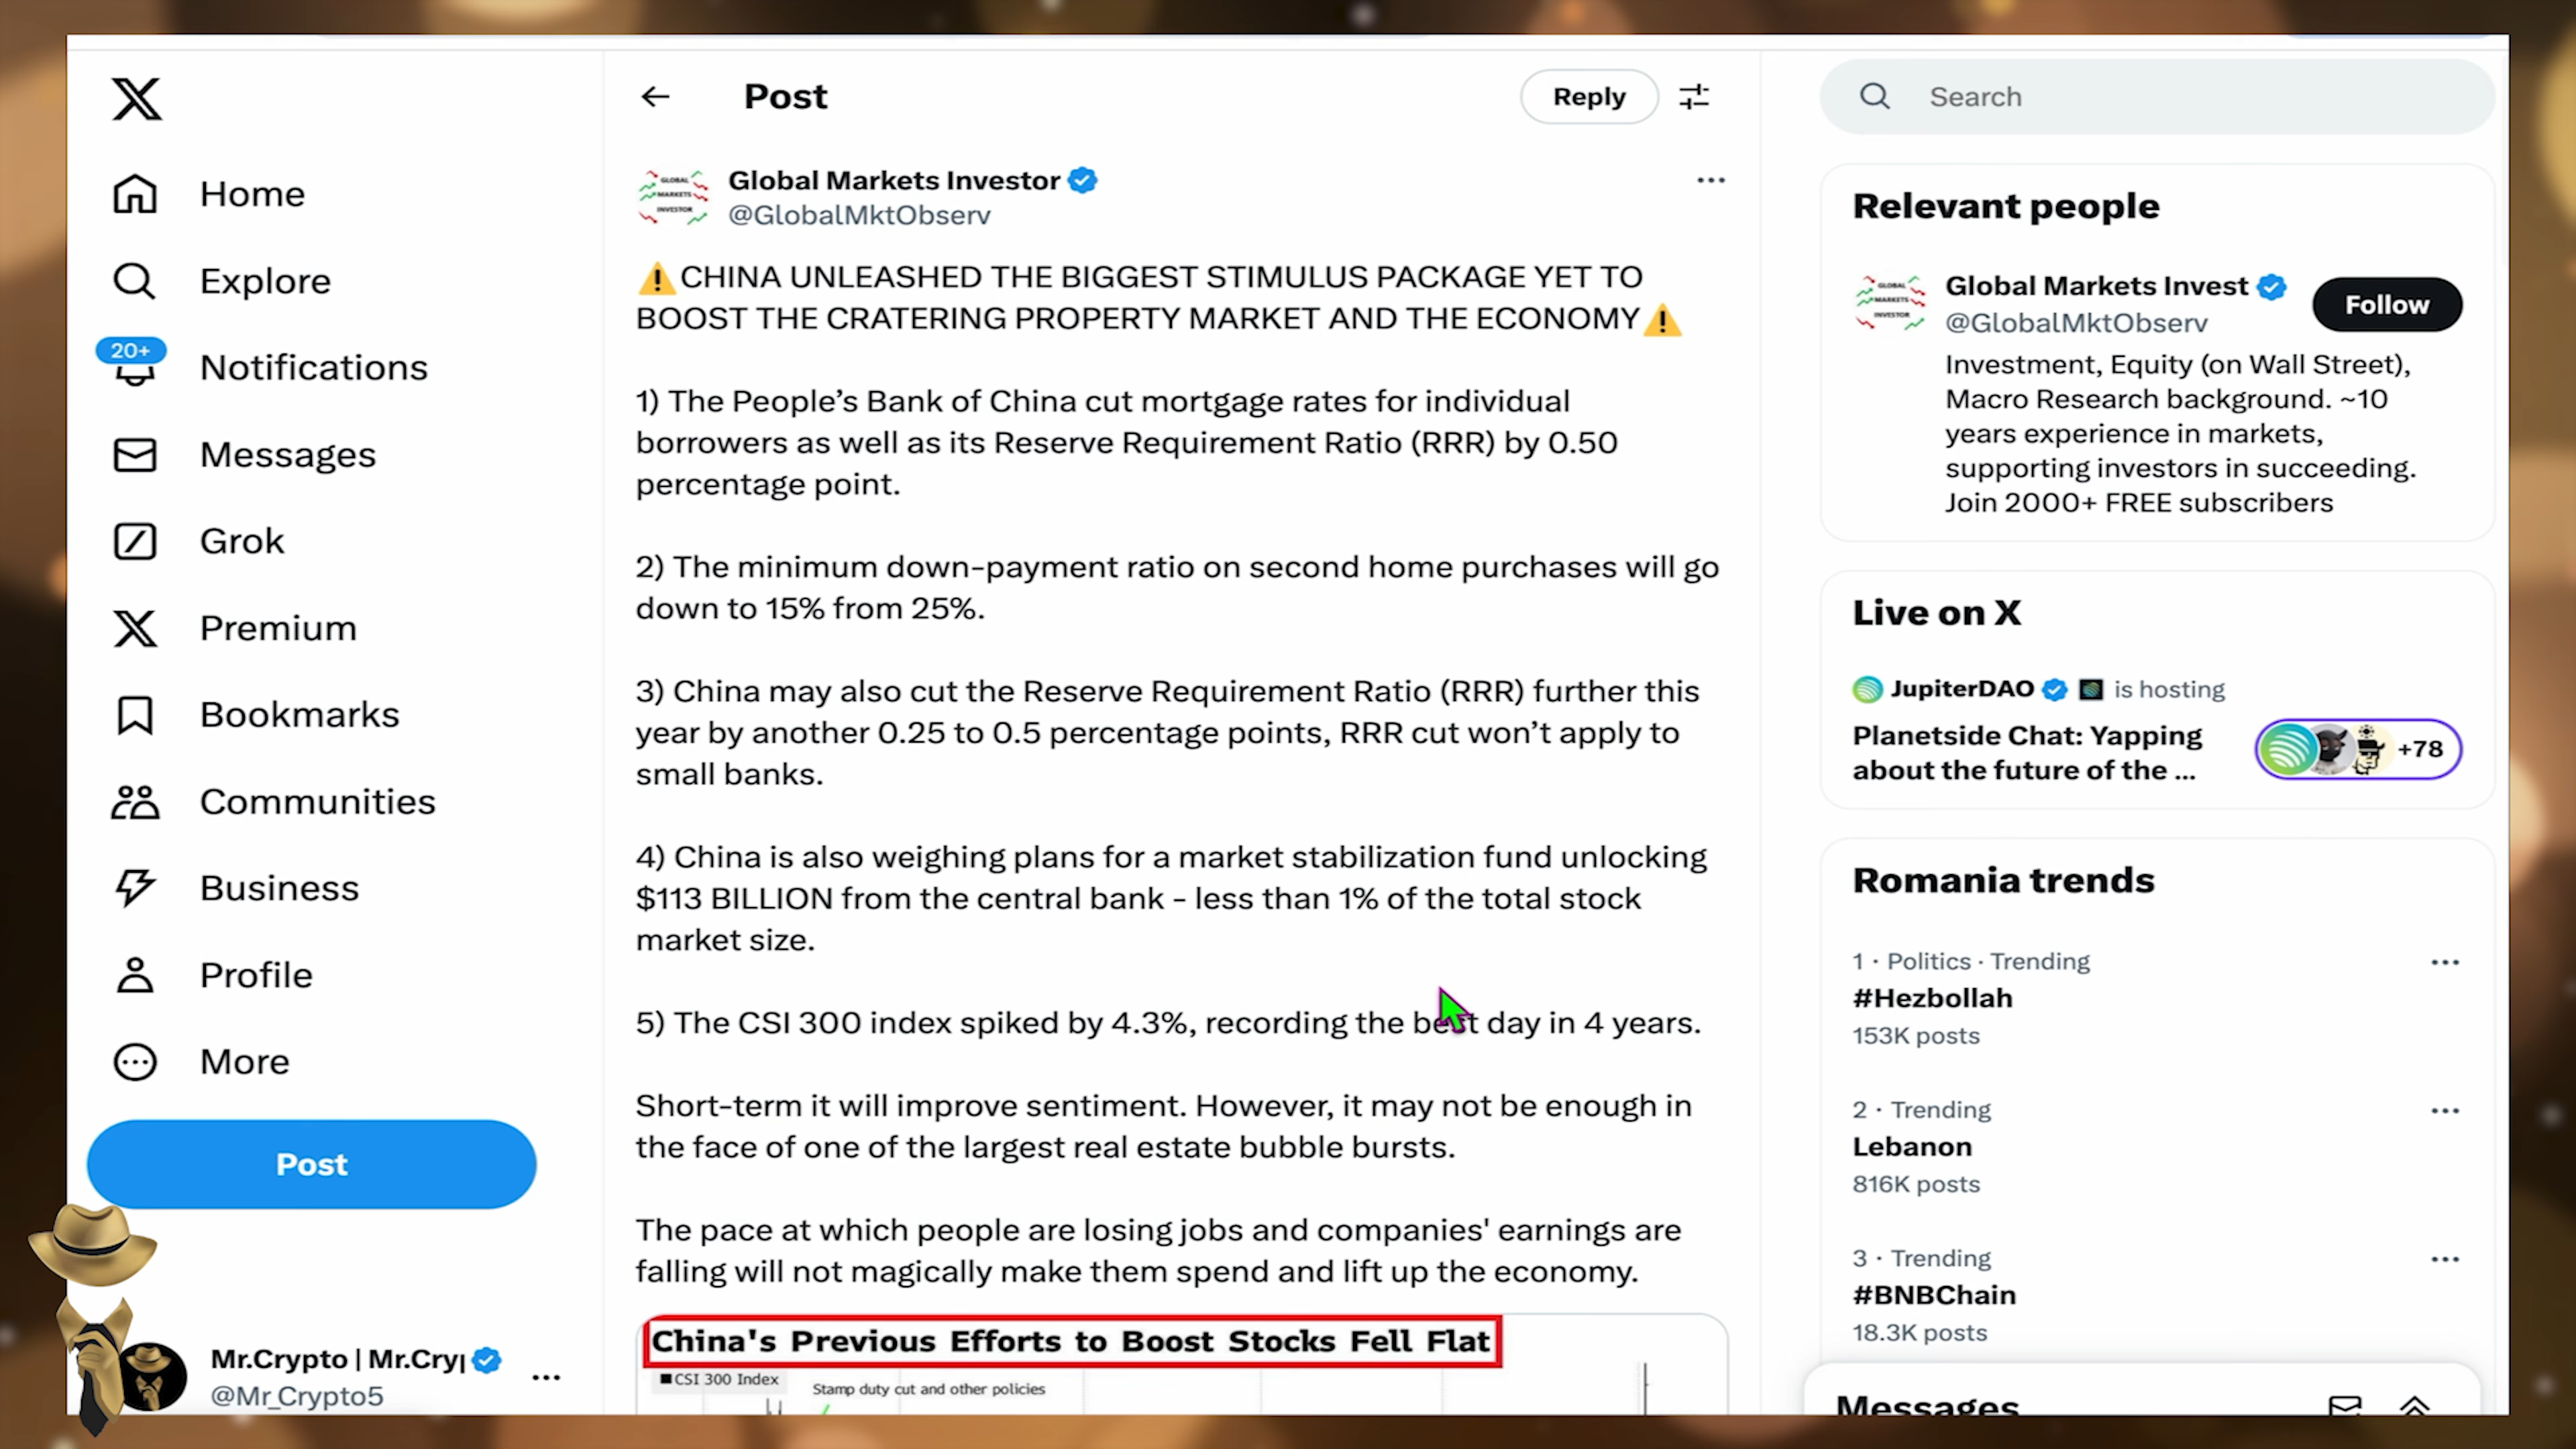 Home
Explore
20+
Notifications
Messages
Grok
Premium
Bookmarks
Communities
Business
Profile
More
Post
Mr.Crypto | Mr.Cry
@Mr_Crypto5
Post
Reply
GLOBAL
MARKETS
INVESTOR
Global Markets Investor
@GlobalMktObserv
⚠️CHINA UNLEASHED THE BIGGEST STIMULUS PACKAGE YET TO
BOOST THE CRATERING PROPERTY MARKET AND THE ECONOMY⚠️
1) The People’s Bank of China cut mortgage rates for individual
borrowers as well as its Reserve Requirement Ratio (RRR) by 0.50
percentage point.
2) The minimum down-payment ratio on second home purchases will go
down to 15% from 25%.
3) China may also cut the Reserve Requirement Ratio (RRR) further this
year by another 0.25 to 0.5 percentage points, RRR cut won’t apply to
small banks.
4) China is also weighing plans for a market stabilization fund unlocking
$113 BILLION from the central bank - less than 1% of the total stock
market size.
5) The CSI 300 index spiked by 4.3%, recording the best day in 4 years.
Short-term it will improve sentiment. However, it may not be enough in
the face of one of the largest real estate bubble bursts.
The pace at which people are losing jobs and companies' earnings are
falling will not magically make them spend and lift up the economy.
China's Previous Efforts to Boost Stocks Fell Flat
CSI 300 Index
Stamp duty cut and other policies
Search
Relevant people
GLOBAL
MARKETS
INVESTOR
Global Markets Invest
@GlobalMktObserv
Follow
Investment, Equity (on Wall Street),
Macro Research background. ~10
years experience in markets,
supporting investors in succeeding.
Join 2000+ FREE subscribers
Live on X
JupiterDAO is hosting
Planetside Chat: Yapping
about the future of the ...
+78
Romania trends
1 · Politics · Trending
#Hezbollah
153K posts
2 · Trending
Lebanon
816K posts
3 · Trending
#BNBChain
18.3K posts
Messages